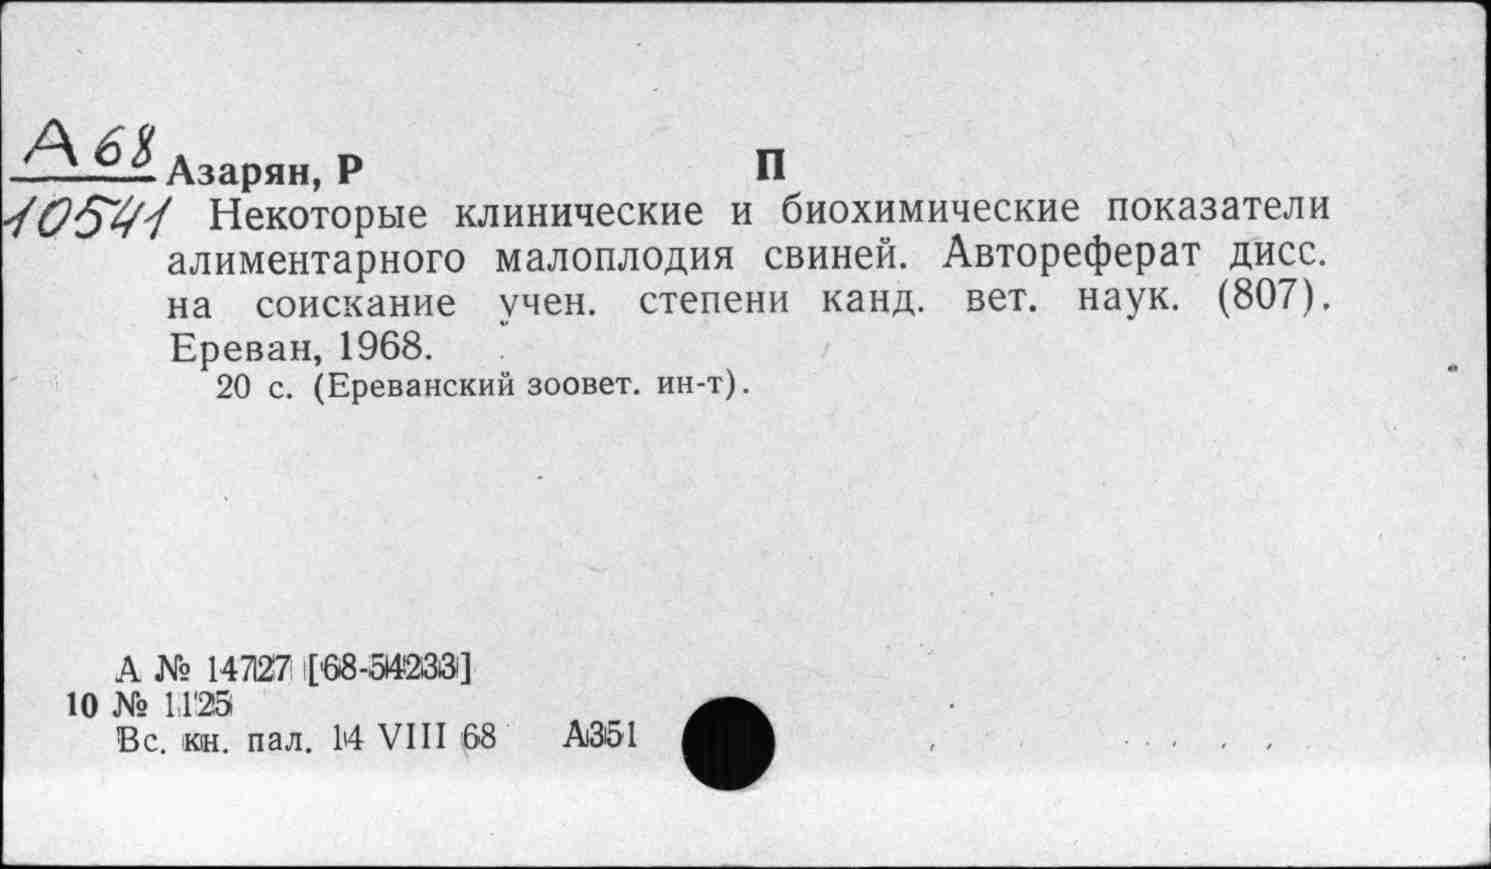 А 68
Азарян, Р П
10541 Некоторые клинические и биохимические показатели
алиментарного малоплодия свиней. Автореферат дисс.
на соискание учен. степени канд. вет. наук. (807).
Ереван, 1968.
20 с. (Ереванский зоовет. ин-т).
А № 14727 [68-54233]
10 № 1125
Вс. кн. пал. 14 VIII 68 А351